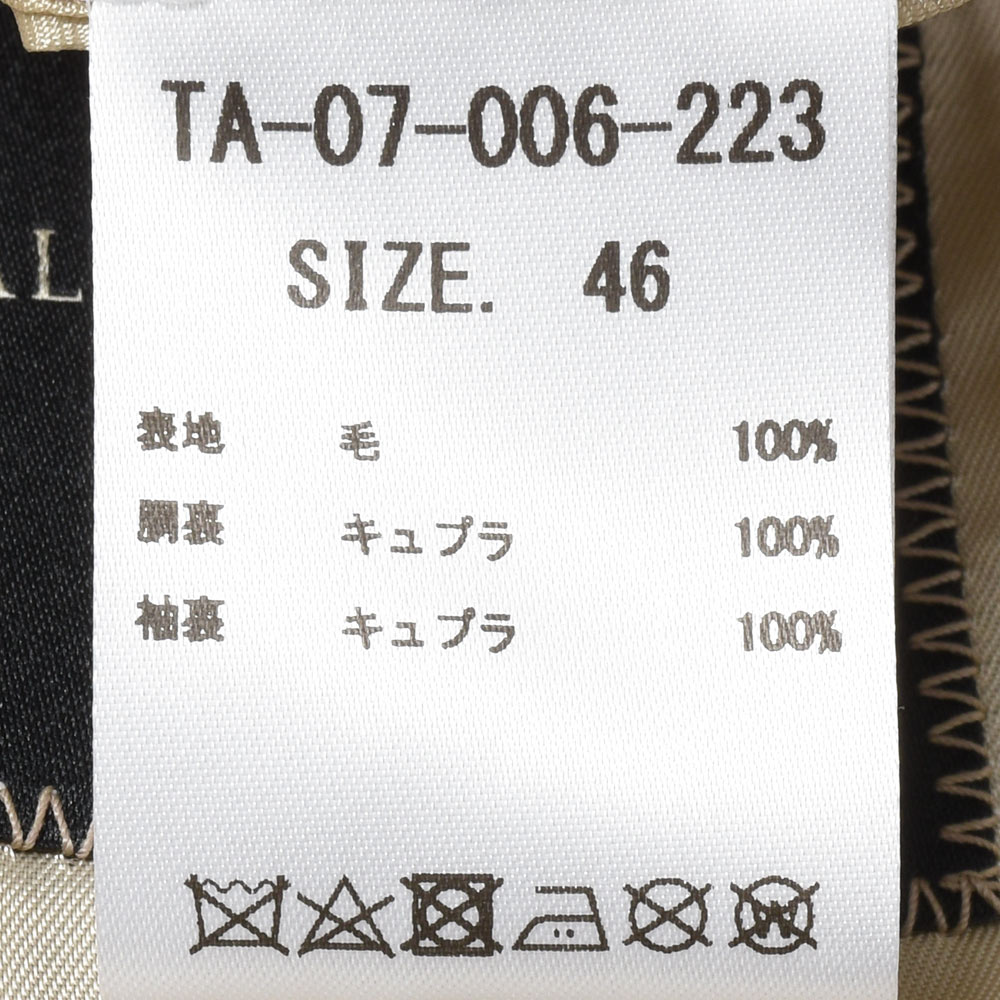 TA-07-006-223
SIZE. 46
AL
表地 毛 100%
胴裏 キュプラ 100%
袖裏 キュプラ 100%